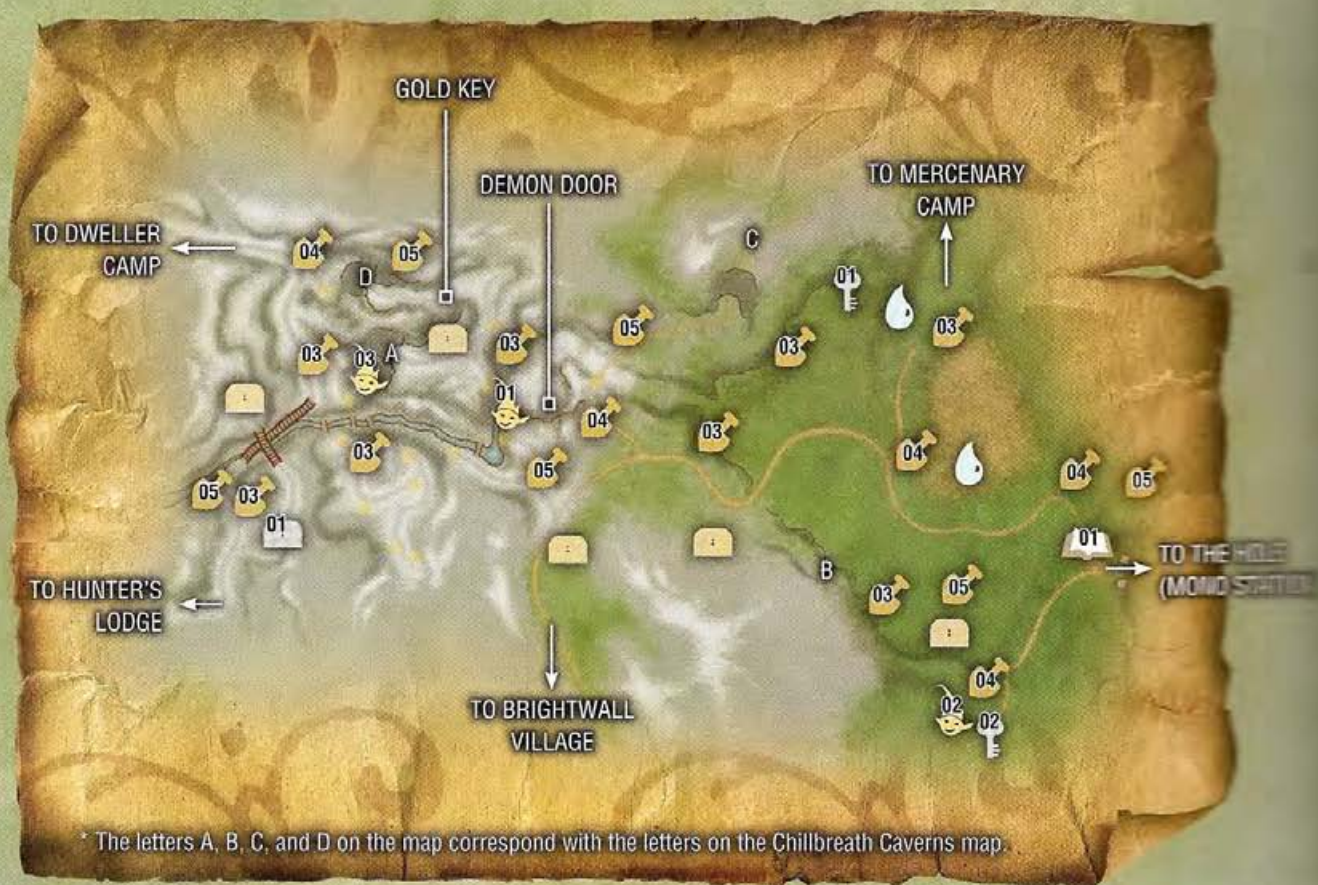 GOLD KEY
DEMON DOOR
TO MERCENARY
CAMP
TO DWELLER
CAMP
04
05
D
C
01
03
03
A
03
05
03
03
01
04
03
04
04
05
03
05
05
03
01
01
TO THE HOLE
(MONO
B
03
05
TO HUNTER'S
LODGE
04
02
02
TO BRIGHTWALL
VILLAGE
* The letters A, B, C, and D on the map correspond with the letters on the Chillbreath Caverns map.